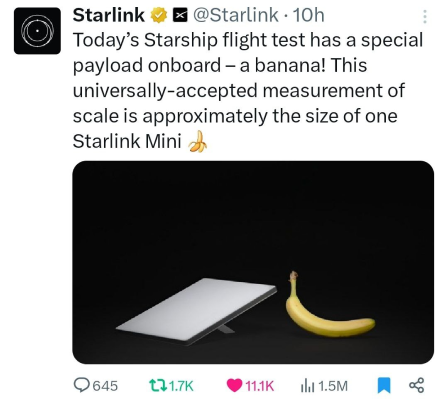 Starlink @Starlink · 10h
Today’s Starship flight test has a special
payload onboard – a banana! This
universally-accepted measurement of
scale is approximately the size of one
Starlink Mini 🍌
645 1.7K 11.1K 1.5M